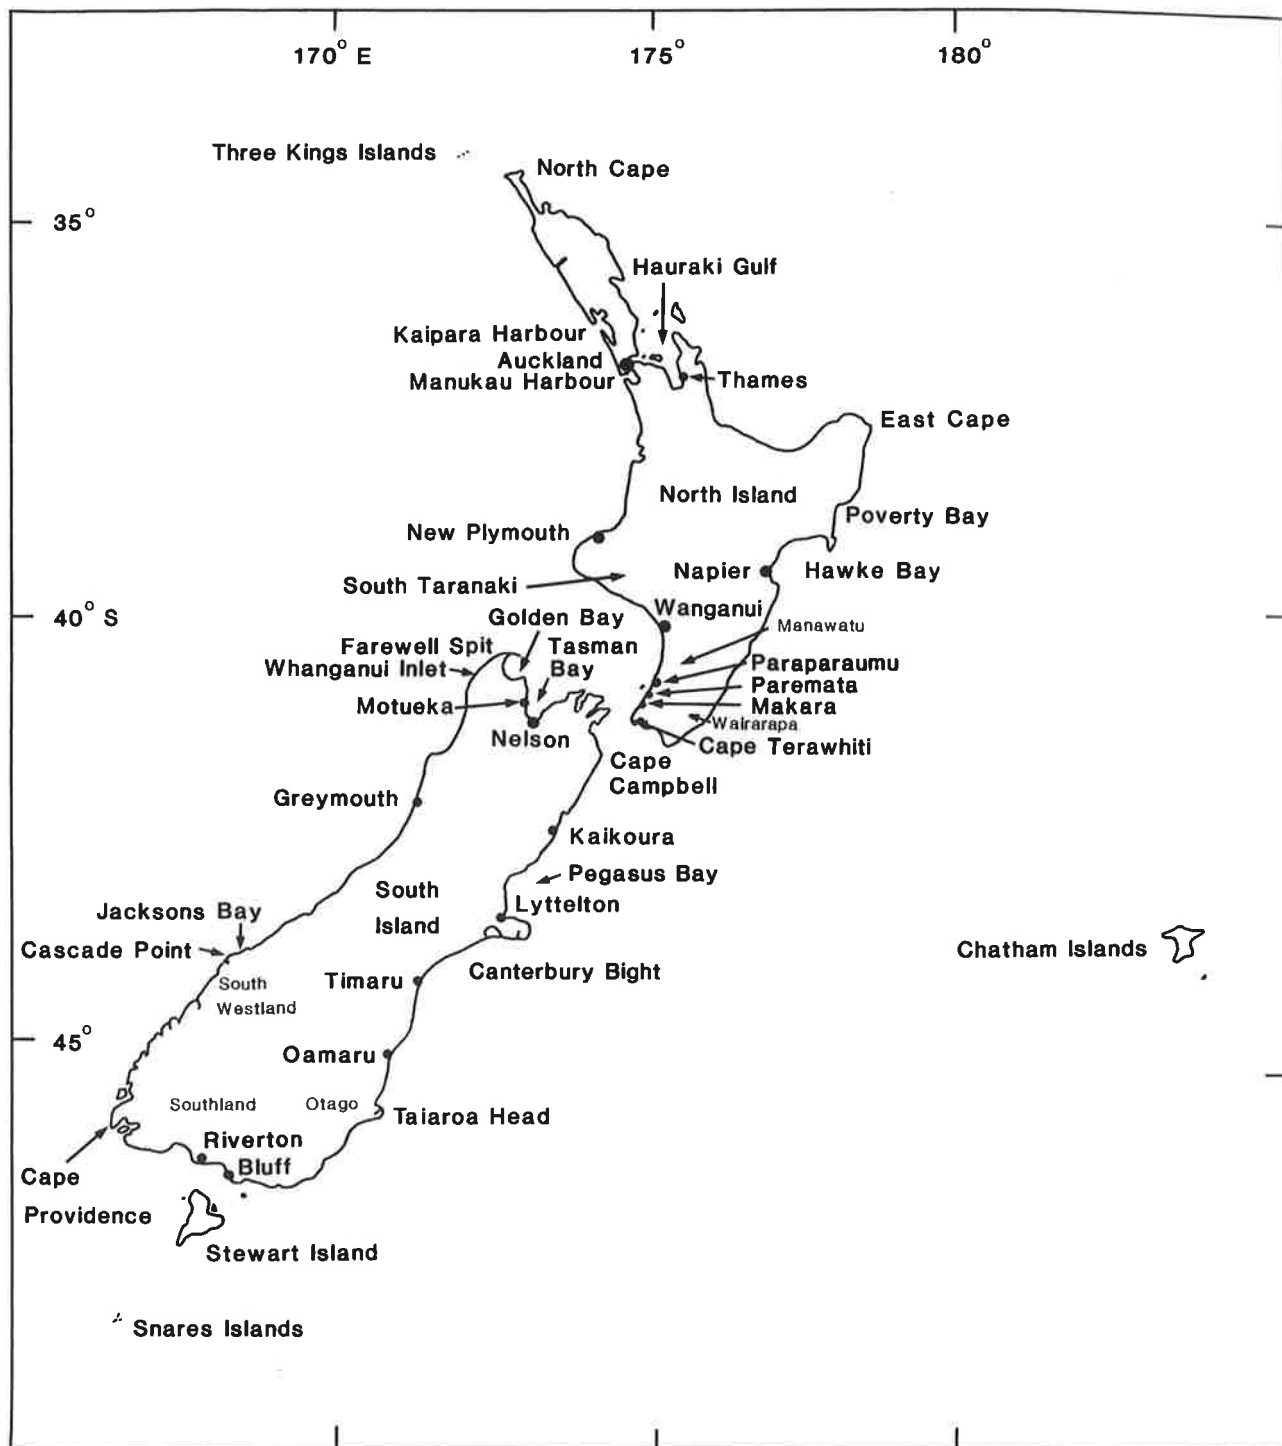 170° E
175°
180°
Three Kings Islands
North Cape
35°
Hauraki Gulf
Kaipara Harbour
Auckland
Manukau Harbour
Thames
East Cape
North Island
Poverty Bay
New Plymouth
Napier
Hawke Bay
South Taranaki
Wanganui
40° S
Golden Bay
Manawatu
Farewell Spit
Tasman
Bay
Whanganui Inlet
Paraparaumu
Paremata
Motueka
Makara
Wairarapa
Nelson
Cape Terawhiti
Cape
Campbell
Greymouth
Kaikoura
Pegasus Bay
South
Island
Lyttelton
Jacksons Bay
Cascade Point
Chatham Islands
Canterbury Bight
Timaru
South
Westland
45°
Oamaru
Southland
Otago
Taiaroa Head
Riverton
Bluff
Cape
Providence
Stewart Island
Snares Islands